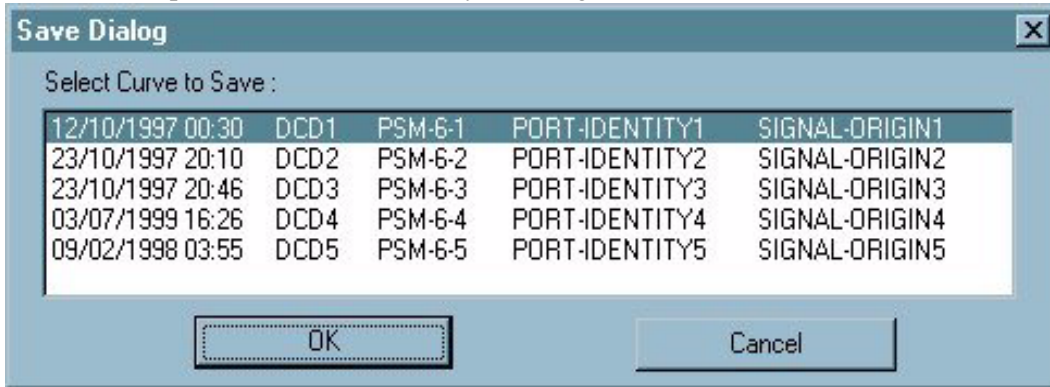 Save Dialog
Select Curve to Save :
12/10/1997 00:30 DCD1 PSM-6-1 PORT-IDENTITY1 SIGNAL-ORIGIN1
23/10/1997 20:10 DCD2 PSM-6-2 PORT-IDENTITY2 SIGNAL-ORIGIN2
23/10/1997 20:46 DCD3 PSM-6-3 PORT-IDENTITY3 SIGNAL-ORIGIN3
03/07/1999 16:26 DCD4 PSM-6-4 PORT-IDENTITY4 SIGNAL-ORIGIN4
09/02/1998 03:55 DCD5 PSM-6-5 PORT-IDENTITY5 SIGNAL-ORIGIN5
OK Cancel